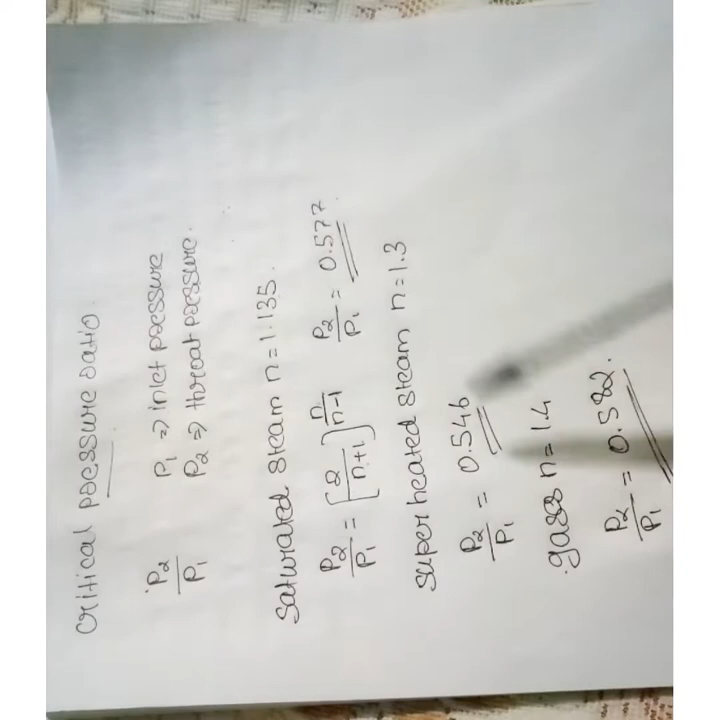 Critical pressure ratio.
P2/P1 P1 ⇒ inlet pressure
P2 ⇒ throat pressure.
Saturated steam n = 1.135.
P2/P1 = [2/n+1]^n/n-1 P2/P1 = 0.577.
Super heated steam n = 1.3
P2/P1 = 0.546
gass n = 1.4
P2/P1 = 0.582.